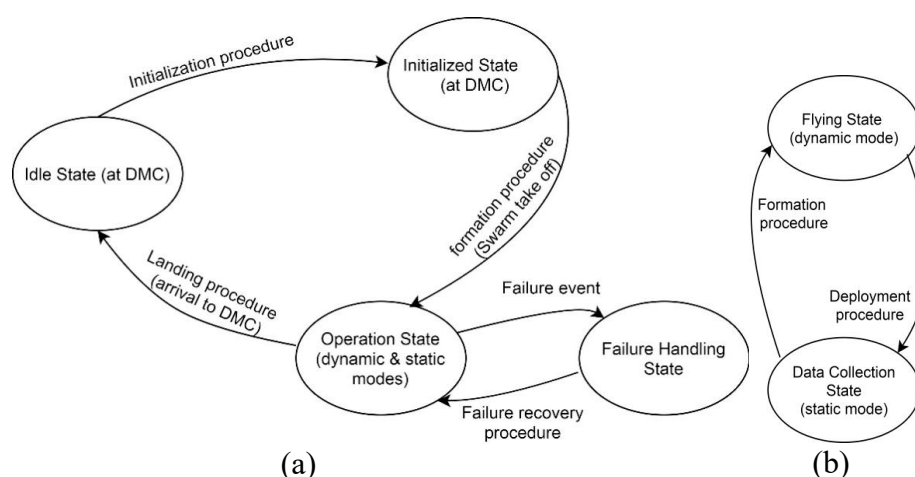 Initialization procedure
Initialized State
(at DMC)
Idle State (at DMC)
formation procedure
(Swarm take off)
Landing procedure
(arrival to DMC)
Operation State
(dynamic & static
modes)
Failure event
Failure Handling
State
Failure recovery
procedure
(a)
Flying State
(dynamic mode)
Formation
procedure
Deployment
procedure
Data Collection
State
(static mode)
(b)